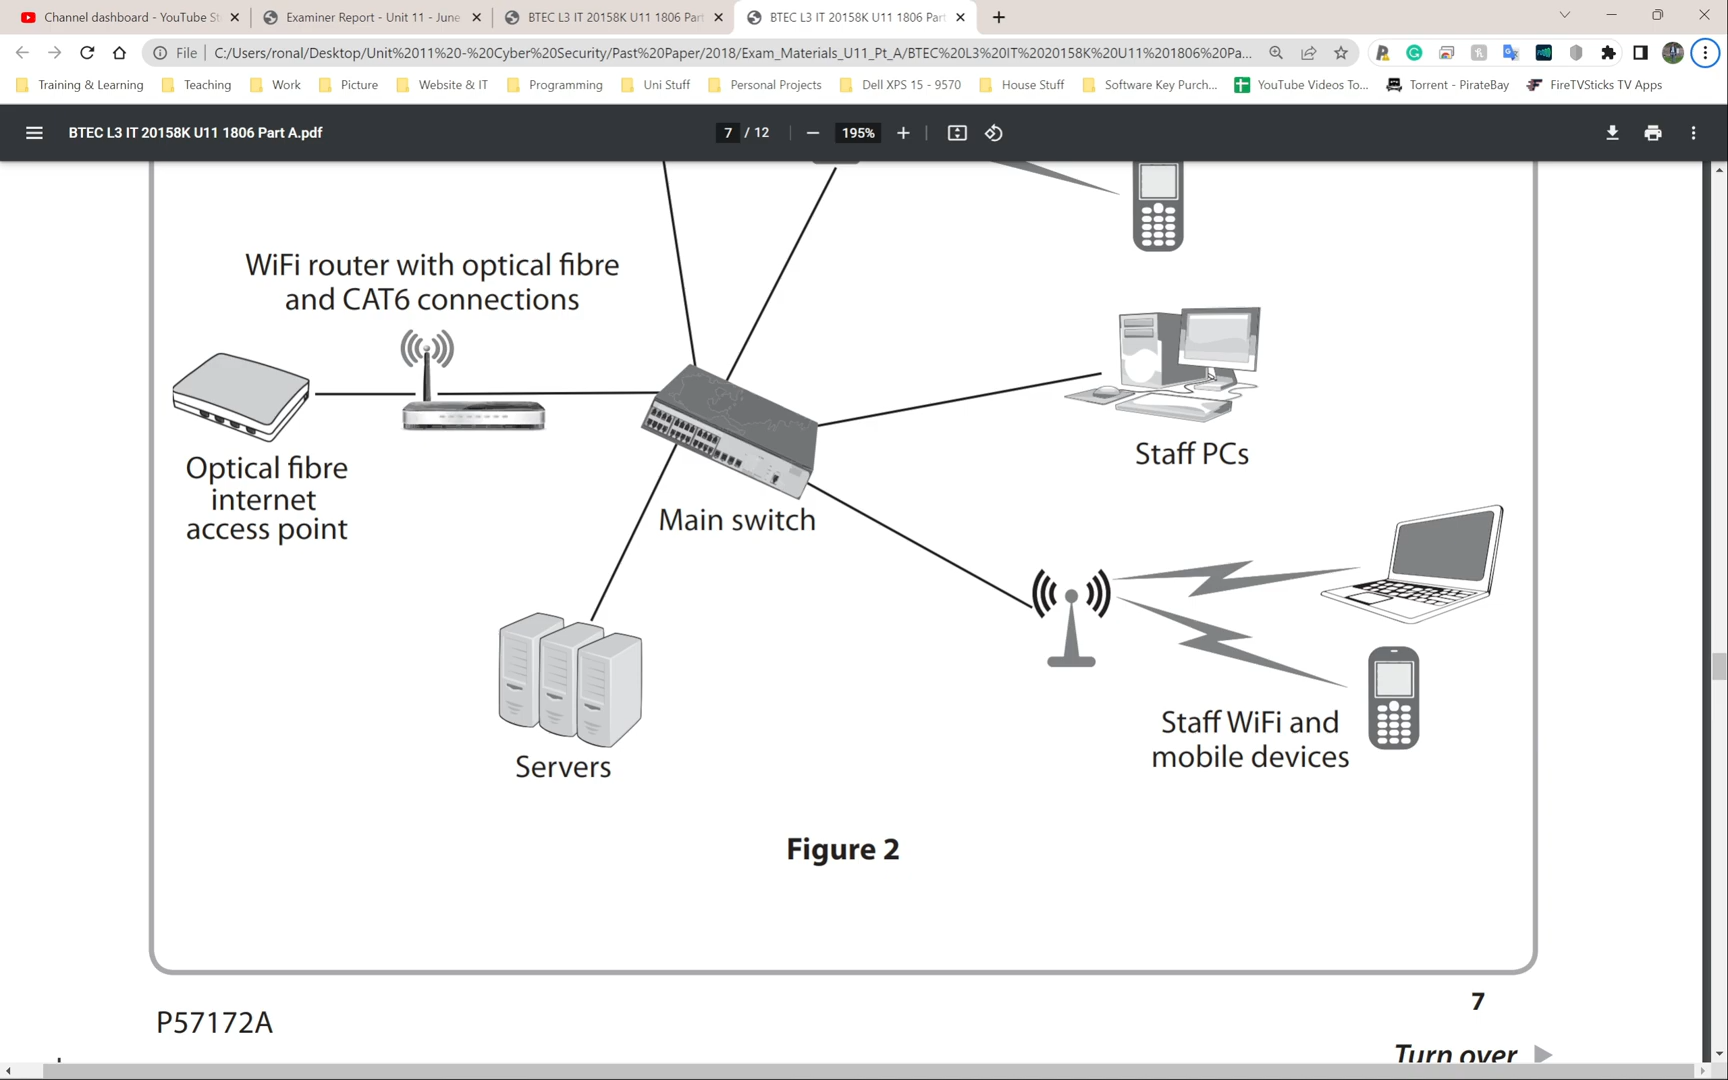 Channel dashboard - YouTube St
Examiner Report - Unit 11 - June
BTEC L3 IT 20158K U11 1806 Part
BTEC L3 IT 20158K U11 1806 Part
File
C:/Users/ronal/Desktop/Unit%2011%20-%20Cyber%20Security/Past%20Paper/2018/Exam_Materials_U11_Pt_A/BTEC%20L3%20IT%2020158K%20U11%201806%20Pa...
Training & Learning
Teaching
Work
Picture
Website & IT
Programming
Uni Stuff
Personal Projects
Dell XPS 15 - 9570
House Stuff
Software Key Purch...
YouTube Videos To...
Torrent - PirateBay
FireTVSticks TV Apps
BTEC L3 IT 20158K U11 1806 Part A.pdf
7 / 12
195%
WiFi router with optical fibre
and CAT6 connections
Optical fibre
internet
access point
Main switch
Staff PCs
Servers
Staff WiFi and
mobile devices
Figure 2
7
P57172A
Turn over